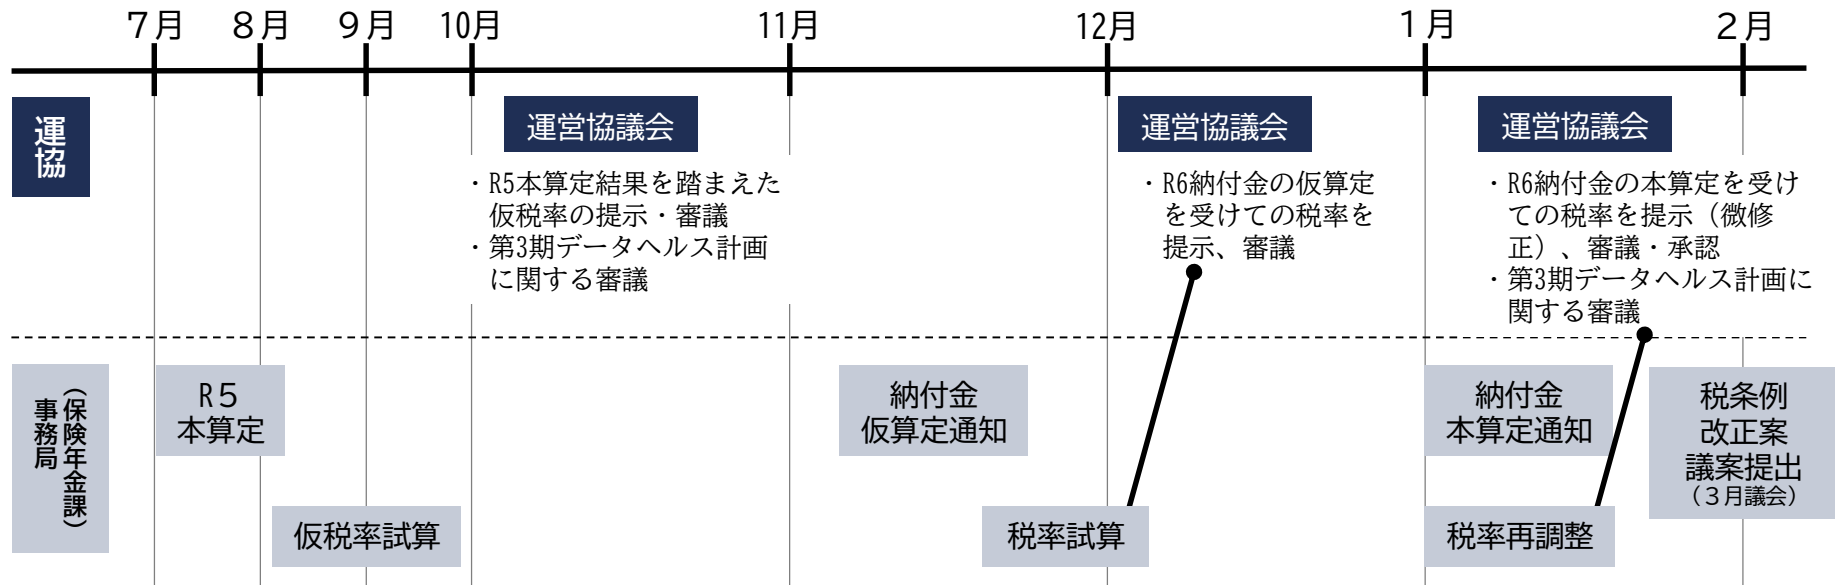 ７月
８月
９月
10月
11月
12月
１月
２月
運協
運営協議会
・R5本算定結果を踏まえた
仮税率の提示・審議
・第3期データヘルス計画
に関する審議
運営協議会
・R6納付金の仮算定
を受けての税率を
提示、審議
運営協議会
・R6納付金の本算定を受け
ての税率を提示（微修
正）、審議・承認
・第3期データヘルス計画に
関する審議
事務局
（保険年金課）
R５
本算定
仮税率試算
納付金
仮算定通知
税率試算
納付金
本算定通知
税率再調整
税条例
改正案
議案提出
（３月議会）